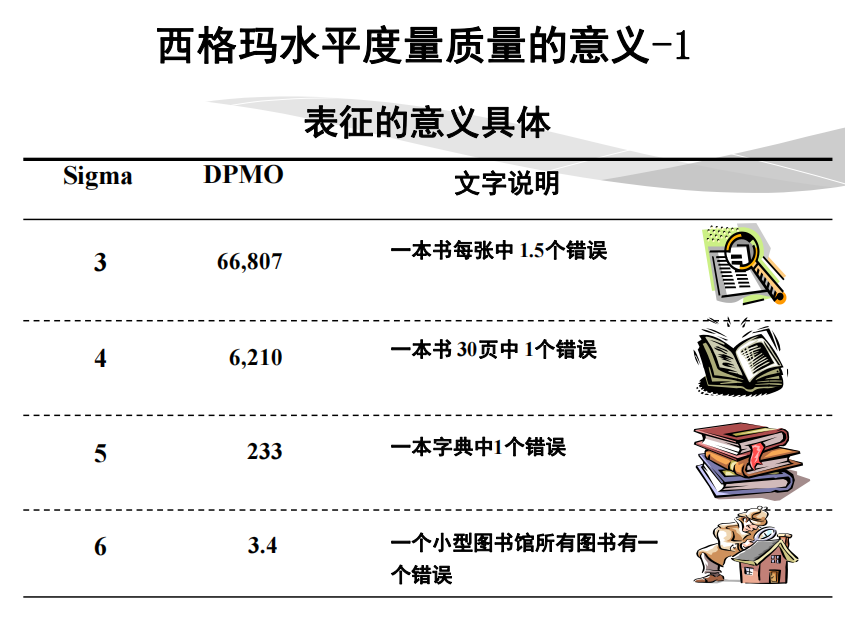 西格玛水平度量质量的意义-1
表征的意义具体
Sigma DPMO 文字说明
3 66,807 一本书每张中 1.5个错误
4 6,210 一本书 30页中 1个错误
5 233 一本字典中1个错误
6 3.4 一个小型图书馆所有图书有一
个错误